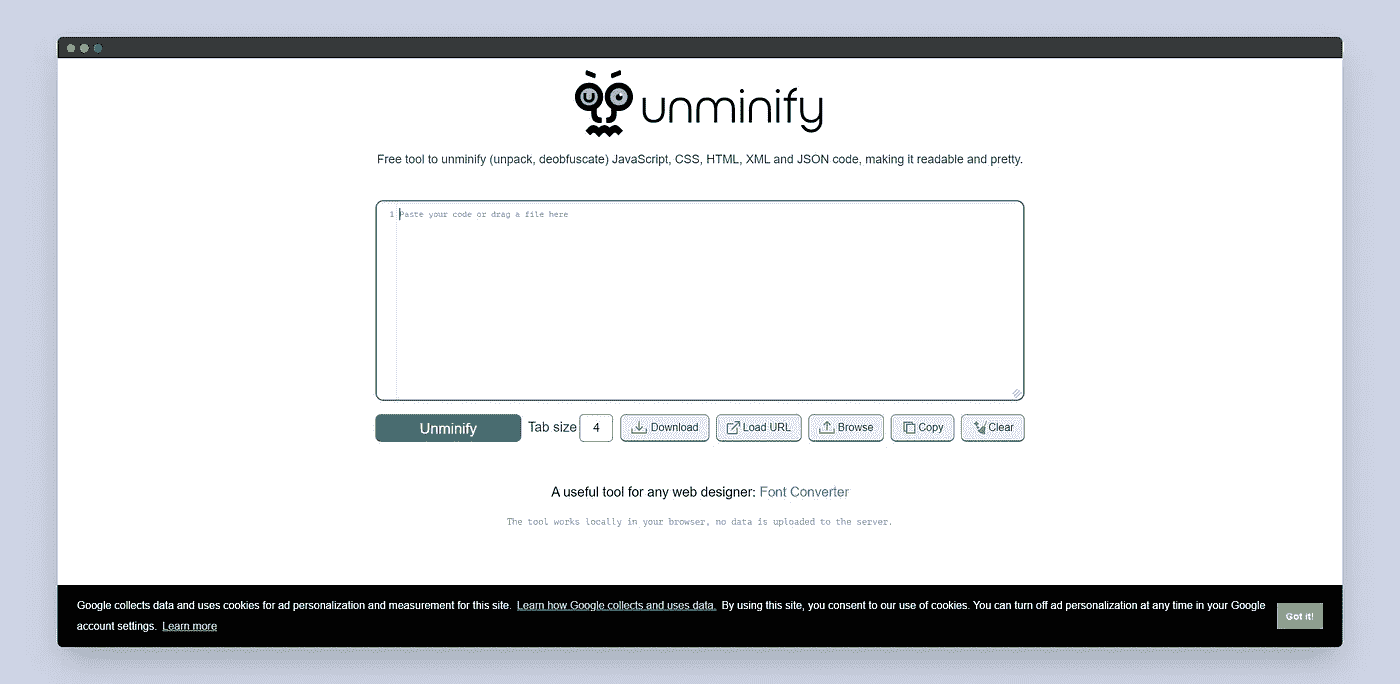 unminify
Free tool to unminify (unpack, deobfuscate) JavaScript, CSS, HTML, XML and JSON code, making it readable and pretty.
1 Paste your code or drag a file here
Unminify Tab size 4 Download Load URL Browse Copy Clear
A useful tool for any web designer: Font Converter
The tool works locally in your browser, no data is uploaded to the server.
Google collects data and uses cookies for ad personalization and measurement for this site. Learn how Google collects and uses data. By using this site, you consent to our use of cookies. You can turn off ad personalization at any time in your Google
account settings. Learn more
Got it!